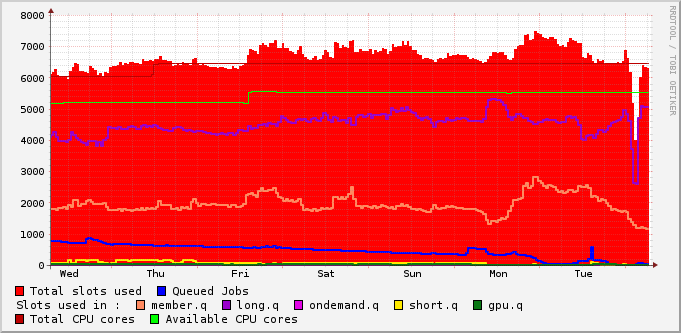 8000
7000
6000
5000
4000
3000
2000
1000
0
Wed Thu Fri Sat Sun Mon Tue
RRDTOOL / TOBI OETIKER
Total slots used Queued Jobs
Slots used in : member.q long.q ondemand.q short.q gpu.q
Total CPU cores Available CPU cores